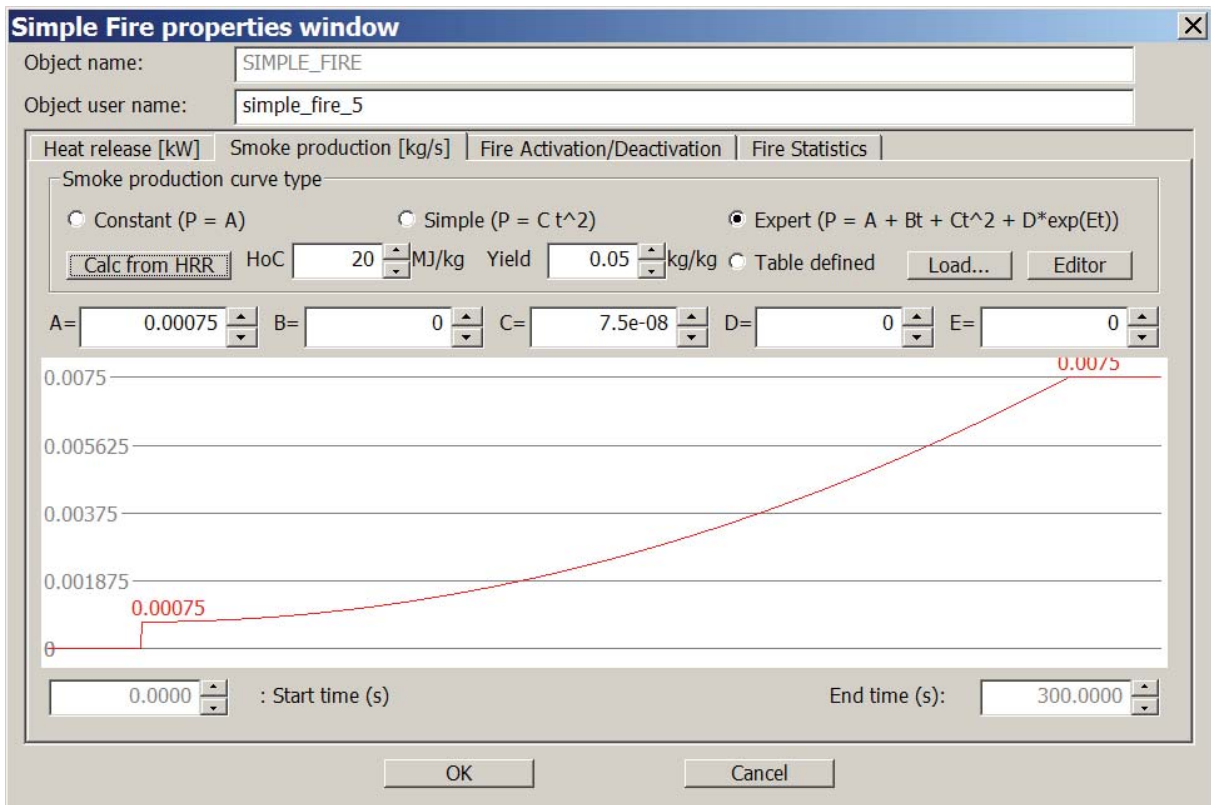 Simple Fire properties window
Object name: SIMPLE_FIRE
Object user name: simple_fire_5
Heat release [kW] Smoke production [kg/s] Fire Activation/Deactivation Fire Statistics
Smoke production curve type
Constant (P = A) Simple (P = C t^2) Expert (P = A + Bt + Ct^2 + D*exp(Et))
Calc from HRR HoC 20 MJ/kg Yield 0.05 kg/kg Table defined Load... Editor
A= 0.00075 B= 0 C= 7.5e-08 D= 0 E= 0
0.0075
0.0075
0.005625
0.00375
0.001875
0.00075
0
0.0000 : Start time (s) End time (s): 300.0000
OK Cancel